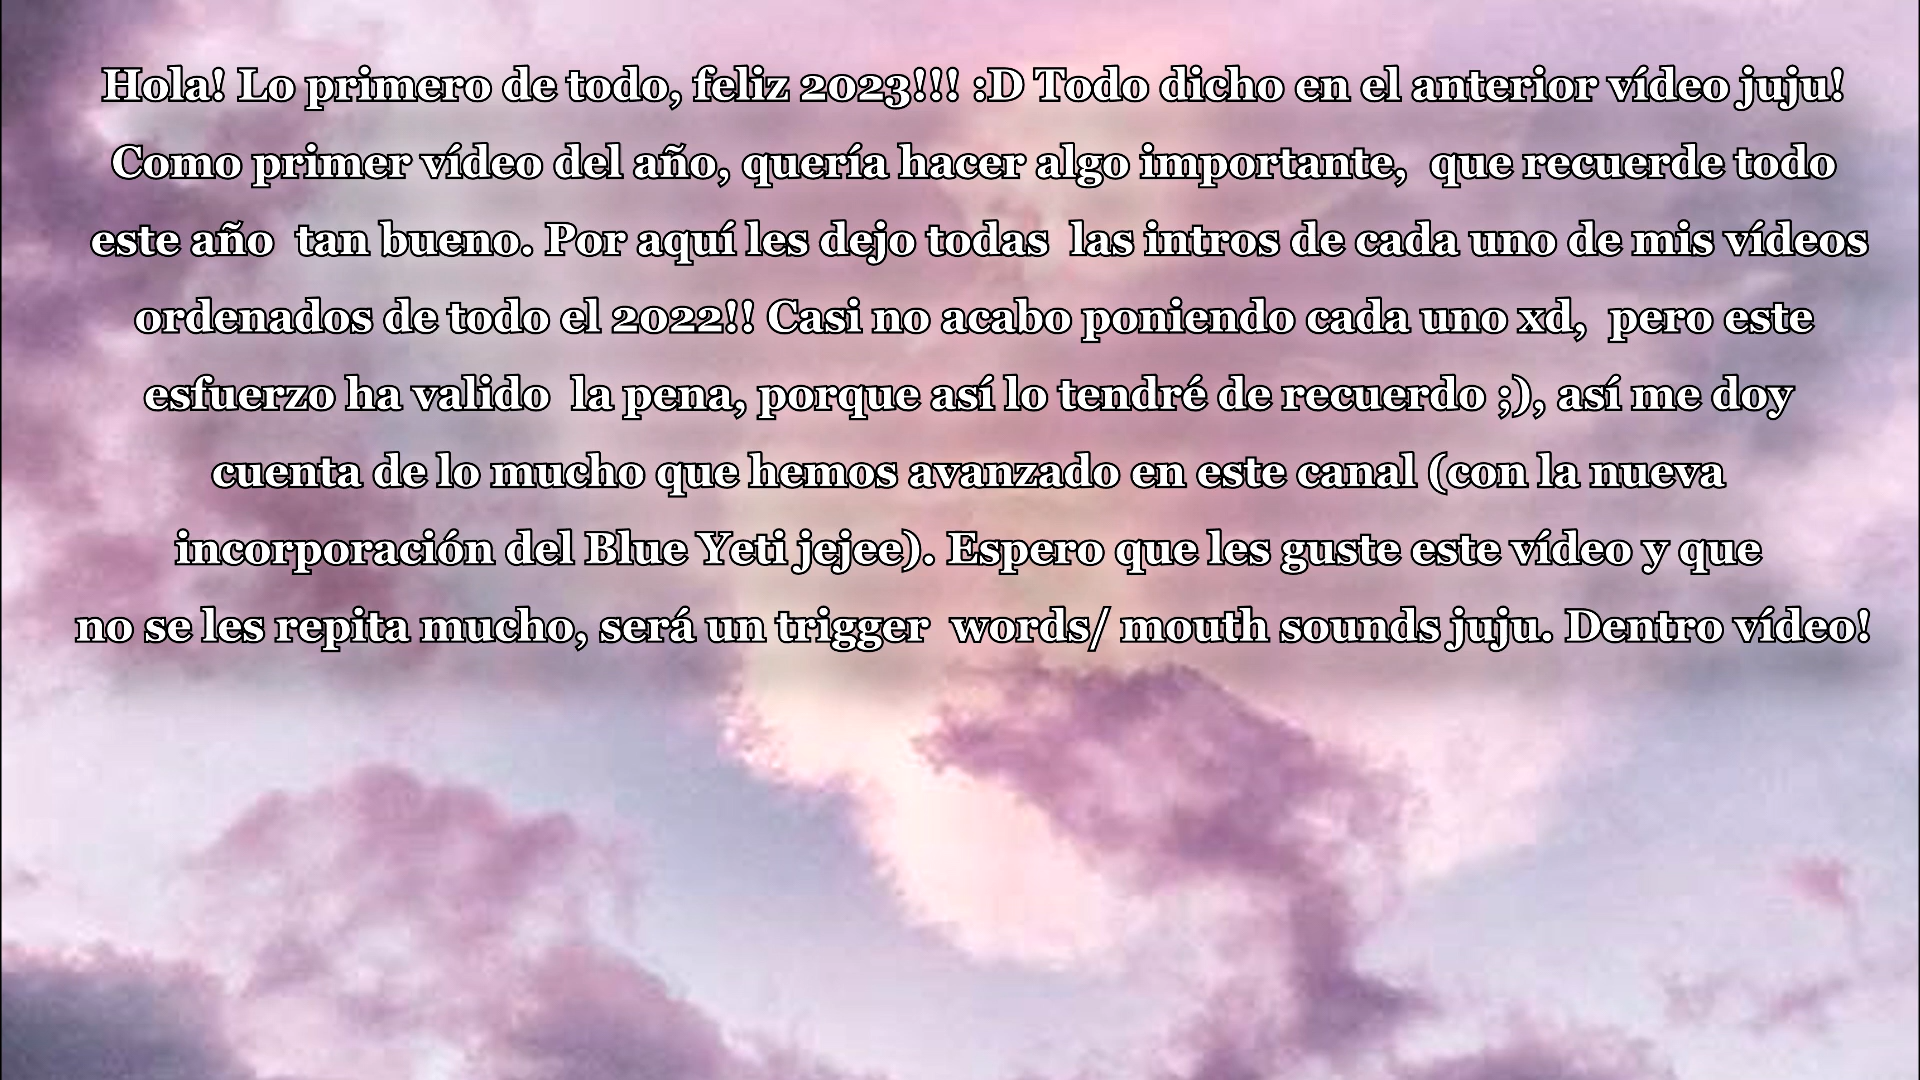 Hola! Lo primero de todo, feliz 2023!!! :D Todo dicho en el anterior vídeo juju!
Como primer vídeo del año, quería hacer algo importante,  que recuerde todo
este año  tan bueno. Por aquí les dejo todas  las intros de cada uno de mis vídeos
ordenados de todo el 2022!! Casi no acabo poniendo cada uno xd,  pero este
esfuerzo ha valido  la pena, porque así lo tendré de recuerdo ;), así me doy
cuenta de lo mucho que hemos avanzado en este canal (con la nueva
incorporación del Blue Yeti jejee). Espero que les guste este vídeo y que
no se les repita mucho, será un trigger  words/ mouth sounds juju. Dentro vídeo!